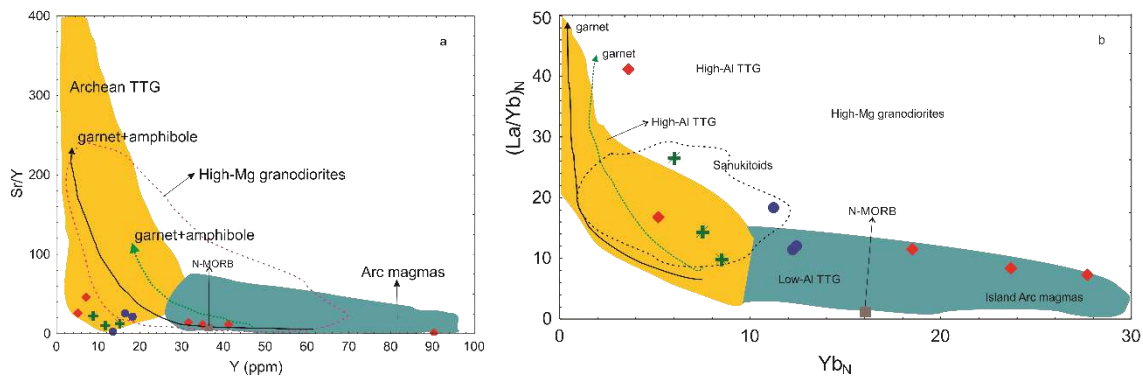 a
400
300
200
100
0
Sr/Y
Archean TTG
garnet+amphibole
High-Mg granodiorites
garnet+amphibole
N-MORB
Arc magmas
0 10 20 30 40 50 60 70 80 90 100
Y (ppm)
b
50
40
30
20
10
0
(La/Yb)N
garnet
garnet
High-Al TTG
High-Mg granodiorites
High-Al TTG
Sanukitoids
N-MORB
Low-Al TTG
Island Arc magmas
0 10 20 30
YbN